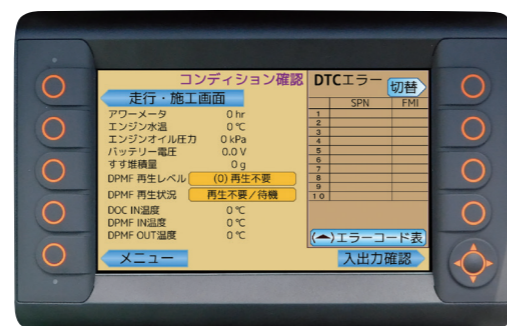 コンディション確認
走行・施工画面
アワーメータ 0 hr
エンジン水温 0 ℃
エンジンオイル圧力 0 kPa
バッテリー電圧 0.0 V
すす堆積量 0 g
DPMF 再生レベル (0) 再生不要
DPMF 再生状況 再生不要/待機
DOC IN温度 0 ℃
DPMF IN温度 0 ℃
DPMF OUT温度 0 ℃
メニュー
DTCエラー 切替
SPN FMI
1
2
3
4
5
6
7
8
9
10
(▲)エラーコード表
入出力確認